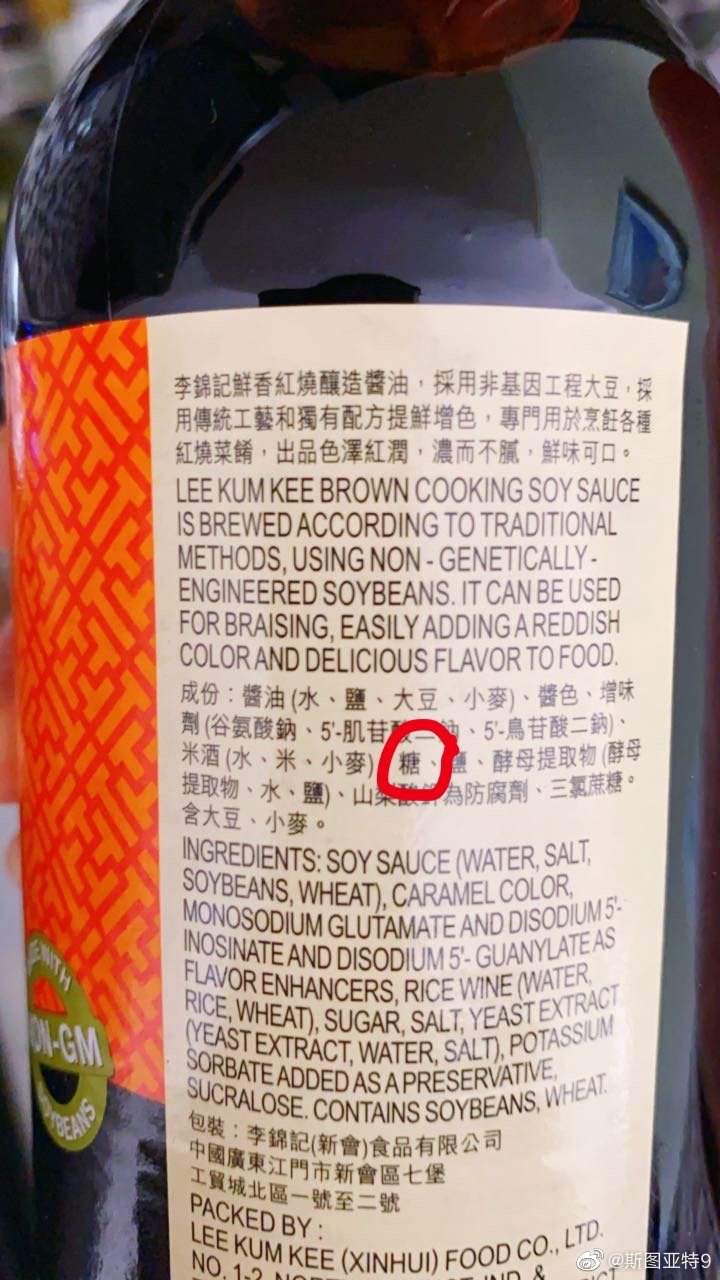 李錦記鮮香紅燒釀造醬油，採用非基因工程大豆，採
用傳統工藝和獨有配方提鮮增色，專門用於烹飪各種
紅燒菜餚，出品色澤紅潤，濃而不膩，鮮味可口。
LEE KUM KEE BROWN COOKING SOY SAUCE
IS BREWED ACCORDING TO TRADITIONAL
METHODS, USING NON - GENETICALLY -
ENGINEERED SOYBEANS. IT CAN BE USED
FOR BRAISING, EASILY ADDING A REDDISH
COLOR AND DELICIOUS FLAVOR TO FOOD.
成份：醬油 (水、鹽、大豆、小麥)、醬色、增味
劑 (谷氨酸鈉、5'-肌苷酸二鈉、5'-鳥苷酸二鈉)、
米酒 (水、米、小麥)、糖、鹽、酵母提取物 (酵母
提取物、水、鹽)、山梨酸鉀為防腐劑、三氯蔗糖。
含大豆、小麥。
INGREDIENTS: SOY SAUCE (WATER, SALT,
SOYBEANS, WHEAT), CARAMEL COLOR,
MONOSODIUM GLUTAMATE AND DISODIUM 5'-
INOSINATE AND DISODIUM 5'- GUANYLATE AS
FLAVOR ENHANCERS, RICE WINE (WATER,
RICE, WHEAT), SUGAR, SALT, YEAST EXTRACT
(YEAST EXTRACT, WATER, SALT), POTASSIUM
SORBATE ADDED AS A PRESERVATIVE,
SUCRALOSE. CONTAINS SOYBEANS, WHEAT.
WITH
NON-GM
SOYBEANS
包裝：李錦記(新會)食品有限公司
中國廣東江門市新會區七堡
工貿城北區一號至二號
PACKED BY :
LEE KUM KEE (XINHUI) FOOD CO., LTD.
NO. 1-2
@斯图亚特9